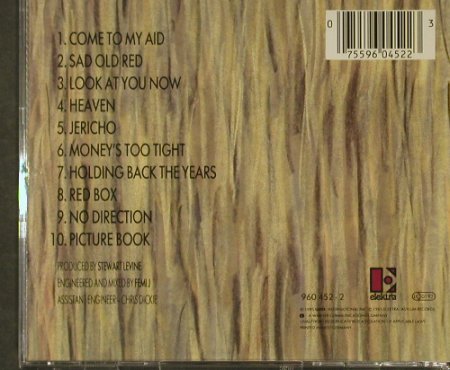 0
3
75596 04522
1. COME TO MY AID
2. SAD OLD RED
3. LOOK AT YOU NOW
4. HEAVEN
5. JERICHO
6. MONEY'S TOO TIGHT
7. HOLDING BACK THE YEARS
8. RED BOX
9. NO DIRECTION
10. PICTURE BOOK
PRODUCED BY STEWART LEVINE
ENGINEERED AND MIXED BY FEMI J
ASSISTANT ENGINEER - CHRIS DICKIE
elektra
960 452-2